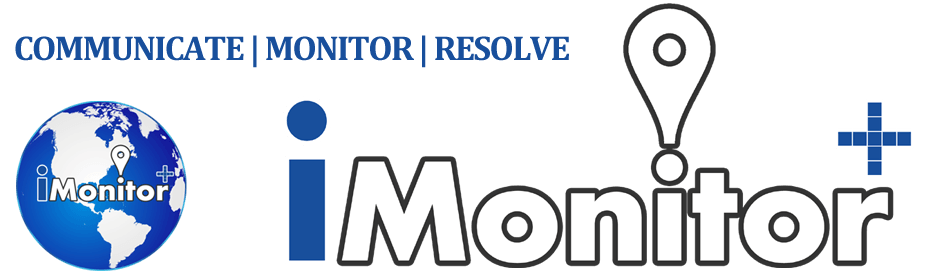 COMMUNICATE | MONITOR | RESOLVE
iMonitor+
iMonitor+